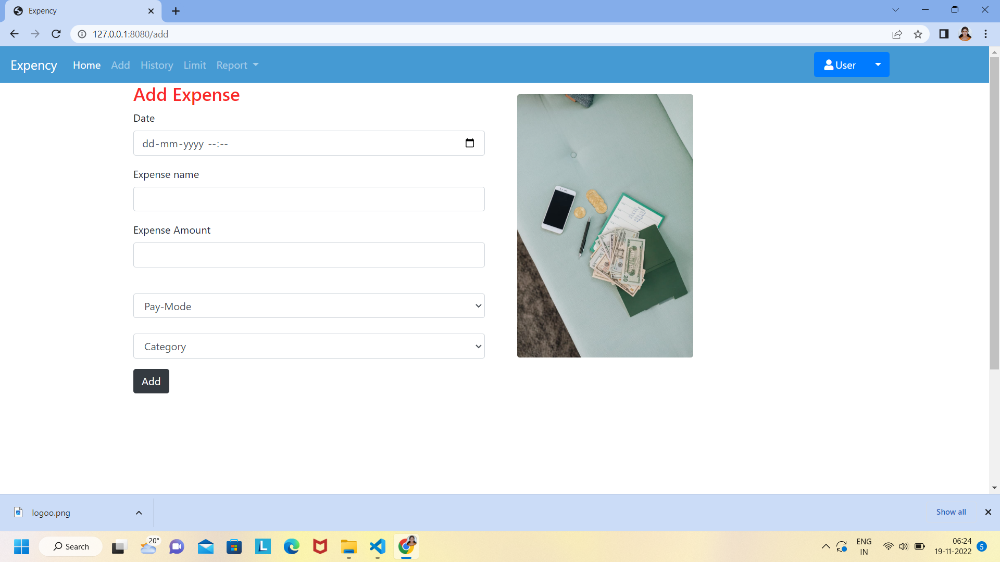 Expency
127.0.0.1:8080/add
Expency Home Add History Limit Report User
Add Expense
Date
dd-mm-yyyy --:--
Expense name
Expense Amount
Pay-Mode
Category
Add
20
logoo.png
Show all
Search
20°
L
ENG
IN
06:24
19-11-2022
5